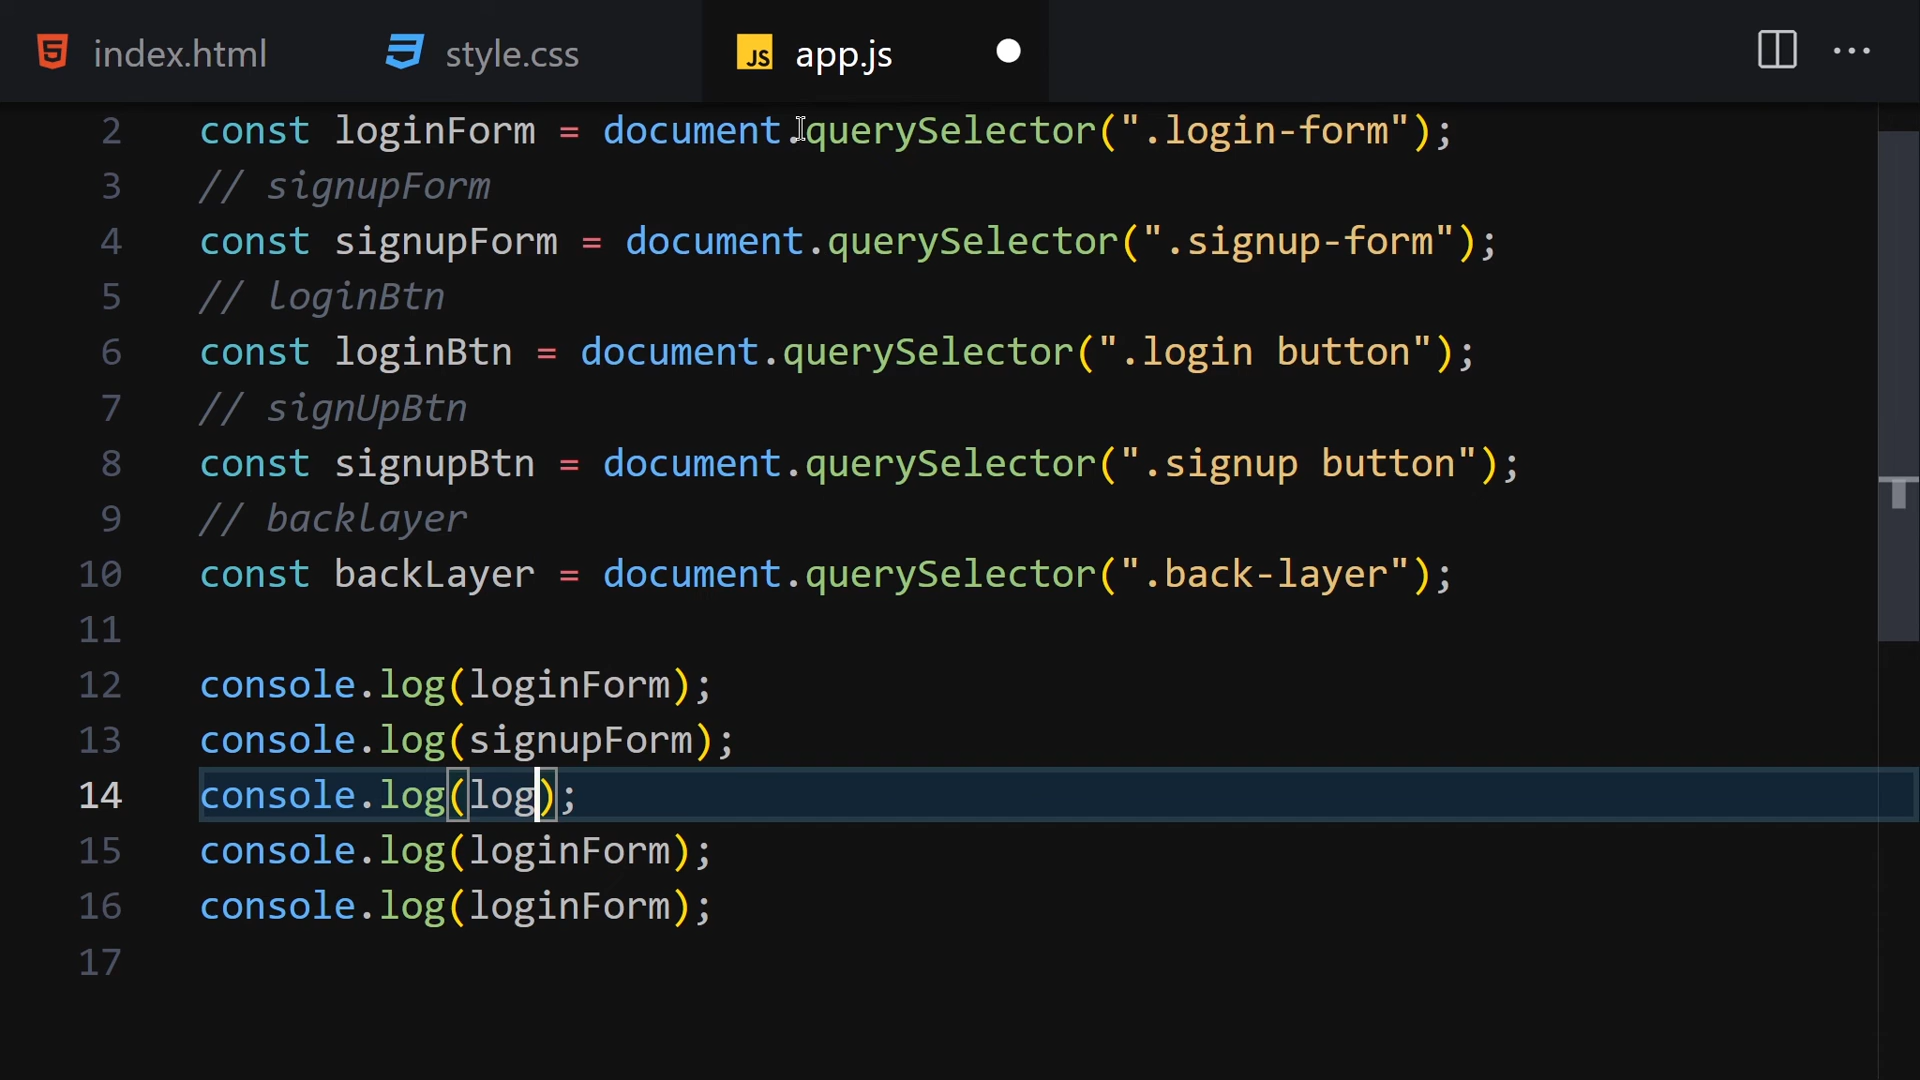 index.html style.css JS app.js
2 const loginForm = document.querySelector(".login-form");
3 // signupForm
4 const signupForm = document.querySelector(".signup-form");
5 // loginBtn
6 const loginBtn = document.querySelector(".login button");
7 // signUpBtn
8 const signupBtn = document.querySelector(".signup button");
9 // backlayer
10 const backLayer = document.querySelector(".back-layer");
11
12 console.log(loginForm);
13 console.log(signupForm);
14 console.log(log);
15 console.log(loginForm);
16 console.log(loginForm);
17